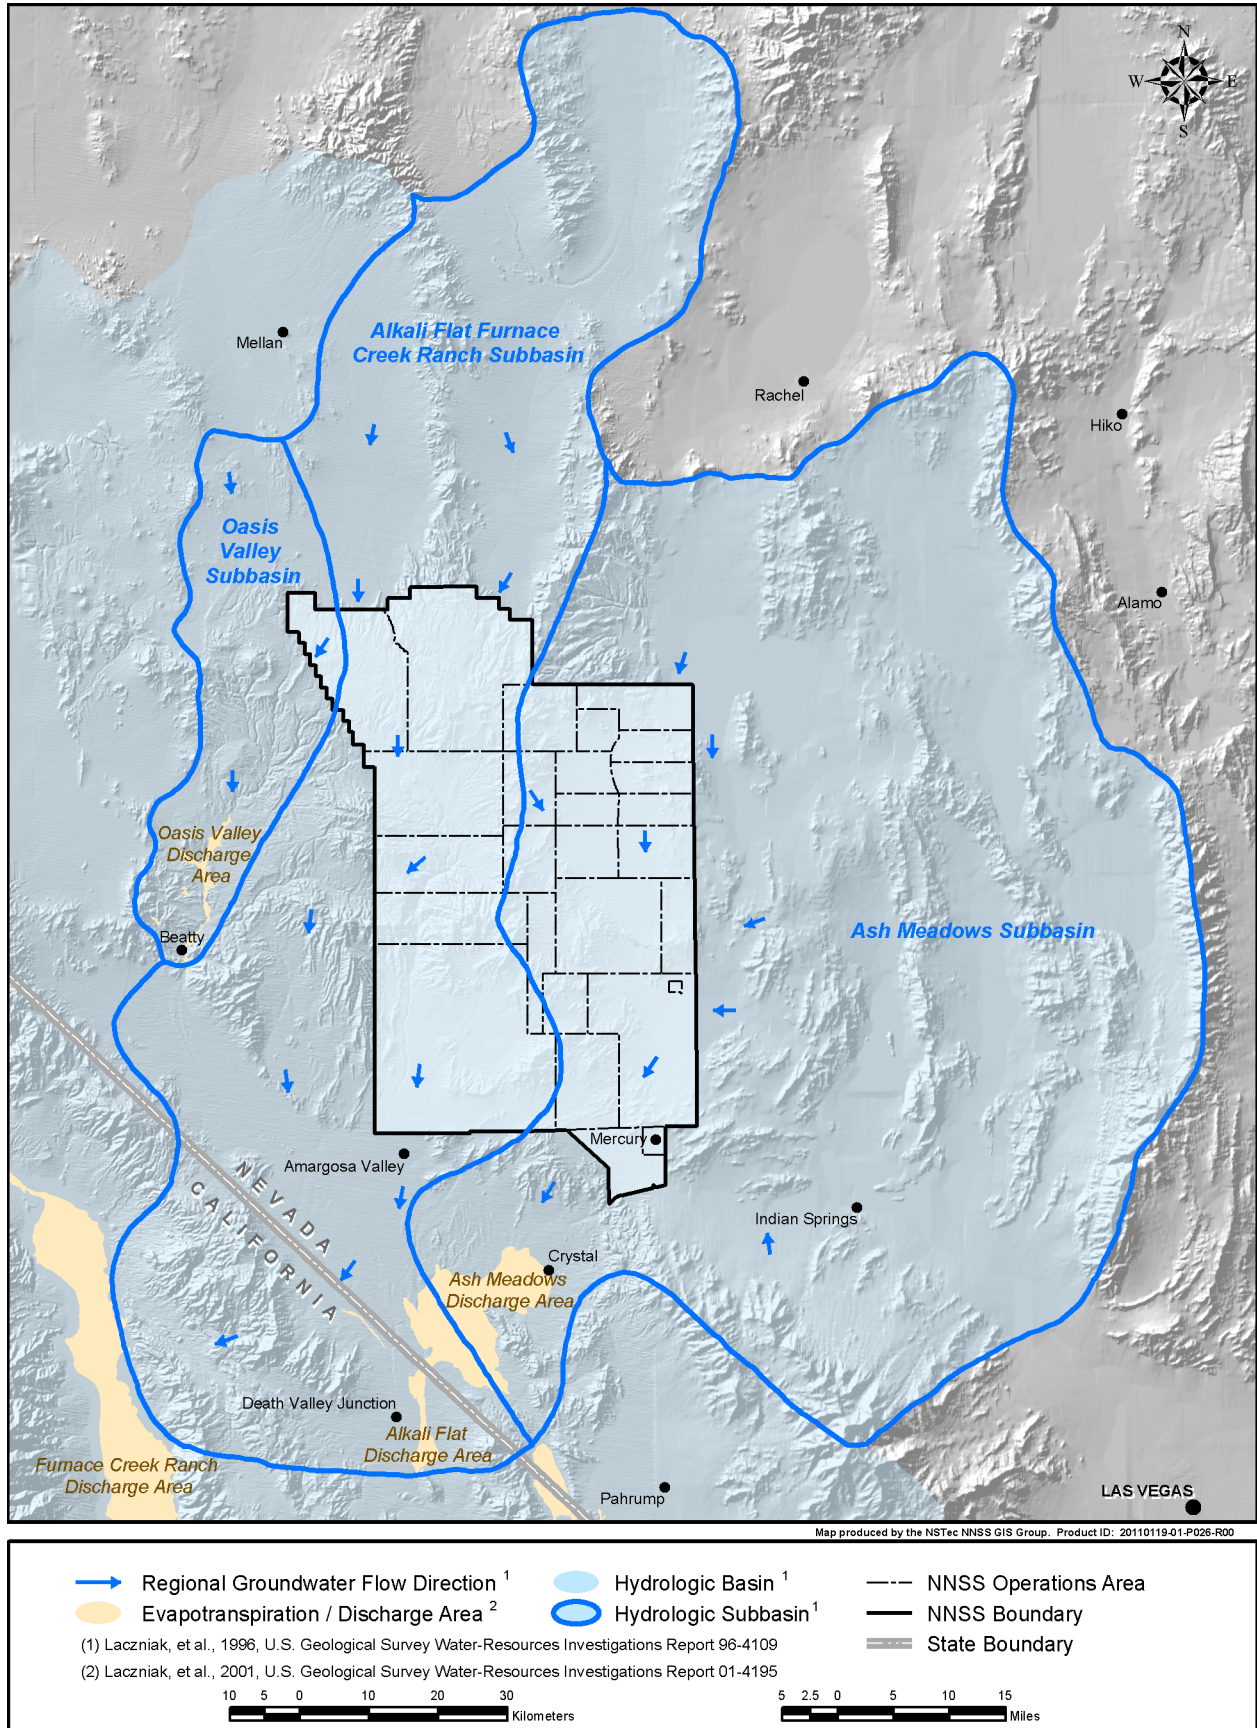 N
W E
S
Mellan
Alkali Flat Furnace
Creek Ranch Subbasin
Rachel
Hiko
Oasis
Valley
Subbasin
Alamo
Oasis Valley
Discharge
Area
Beatty
Ash Meadows Subbasin
Mercury
Amargosa Valley
NEVADA
CALIFORNIA
Indian Springs
Crystal
Ash Meadows
Discharge Area
Death Valley Junction
Alkali Flat
Discharge Area
Furnace Creek Ranch
Discharge Area
Pahrump
LAS VEGAS
Map produced by the NSTec NNSS GIS Group. Product ID: 20110119-01-P026-R00
Regional Groundwater Flow Direction 1
Hydrologic Basin 1
NNSS Operations Area
Evapotranspiration / Discharge Area 2
Hydrologic Subbasin 1
NNSS Boundary
(1) Laczniak, et al., 1996, U.S. Geological Survey Water-Resources Investigations Report 96-4109
State Boundary
(2) Laczniak, et al., 2001, U.S. Geological Survey Water-Resources Investigations Report 01-4195
10 5 0 10 20 30
Kilometers
5 2.5 0 5 10 15
Miles